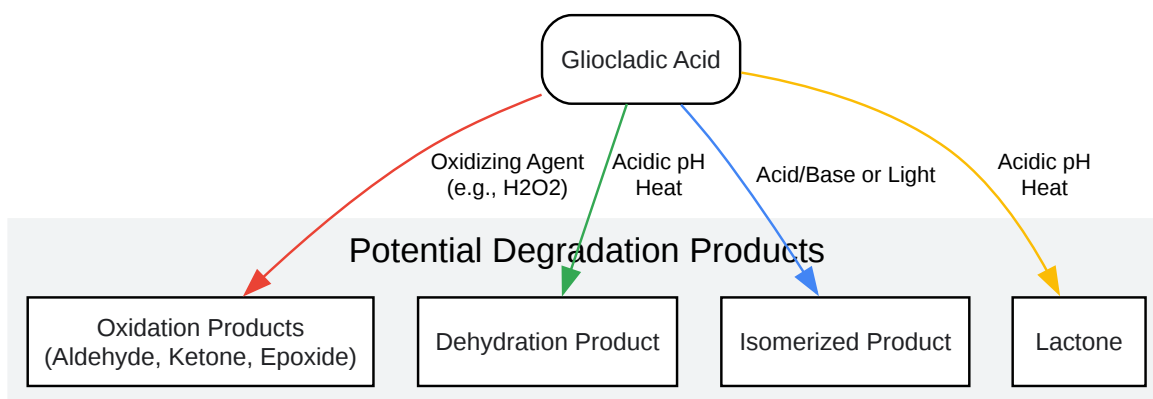 Gliocladic Acid
Oxidizing Agent
(e.g., H2O2)
Acidic pH
Heat
Acid/Base or Light
Acidic pH
Heat
Potential Degradation Products
Oxidation Products
(Aldehyde, Ketone, Epoxide)
Dehydration Product
Isomerized Product
Lactone